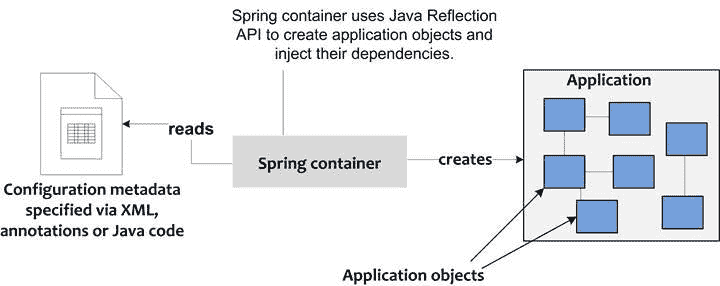 Spring container uses Java Reflection
API to create application objects and
inject their dependencies.
Application
reads
Spring container
creates
Configuration metadata
specified via XML,
annotations or Java code
Application objects